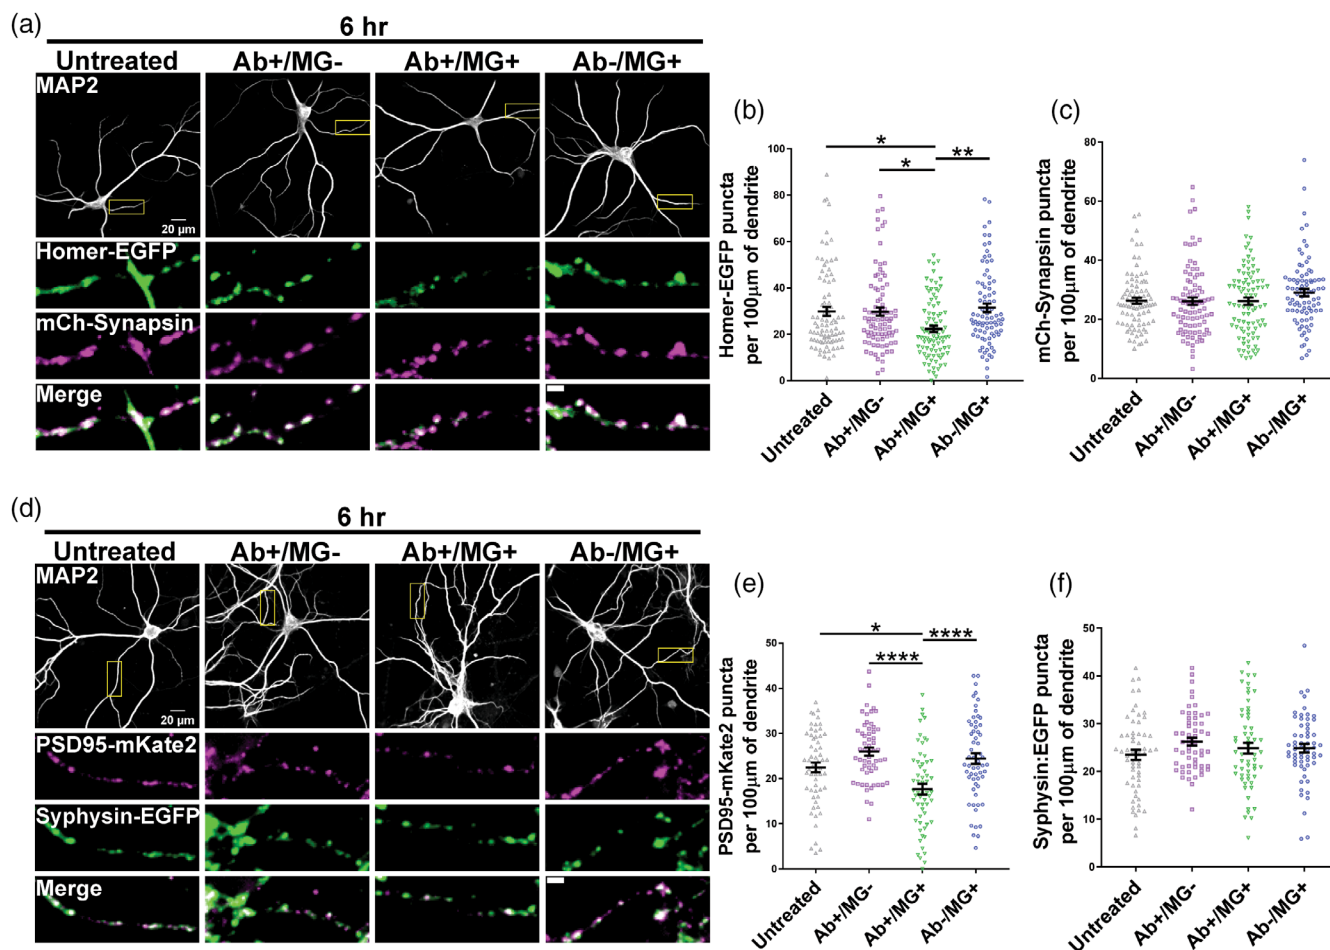 (a)
6 hr
Untreated Ab+/MG- Ab+/MG+ Ab-/MG+
MAP2
20 µm
Homer-EGFP
mCh-Synapsin
Merge
(b)
Homer-EGFP puncta
per 100µm of dendrite
100
80
60
40
20
0
* * **
Untreated Ab+/MG- Ab+/MG+ Ab-/MG+
(c)
mCh-Synapsin puncta
per 100µm of dendrite
80
60
40
20
0
Untreated Ab+/MG- Ab+/MG+ Ab-/MG+
(d)
6 hr
Untreated Ab+/MG- Ab+/MG+ Ab-/MG+
MAP2
20 µm
PSD95-mKate2
Syphysin-EGFP
Merge
(e)
PSD95-mKate2 puncta
per 100µm of dendrite
50
40
30
20
10
0
* **** ****
Untreated Ab+/MG- Ab+/MG+ Ab-/MG+
(f)
Syphysin:EGFP puncta
per 100µm of dendrite
50
40
30
20
10
0
Untreated Ab+/MG- Ab+/MG+ Ab-/MG+